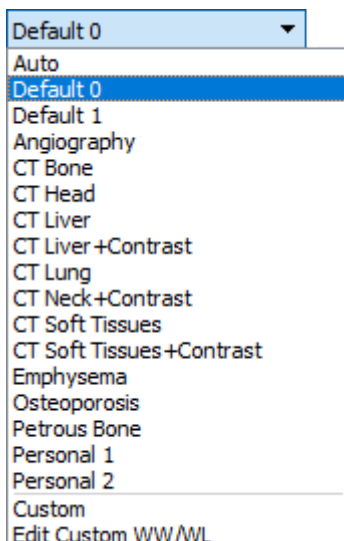 Default 0
Auto
Default 0
Default 1
Angiography
CT Bone
CT Head
CT Liver
CT Liver+Contrast
CT Lung
CT Neck+Contrast
CT Soft Tissues
CT Soft Tissues+Contrast
Emphysema
Osteoporosis
Petrous Bone
Personal 1
Personal 2
Custom
Edit Custom WW/WL